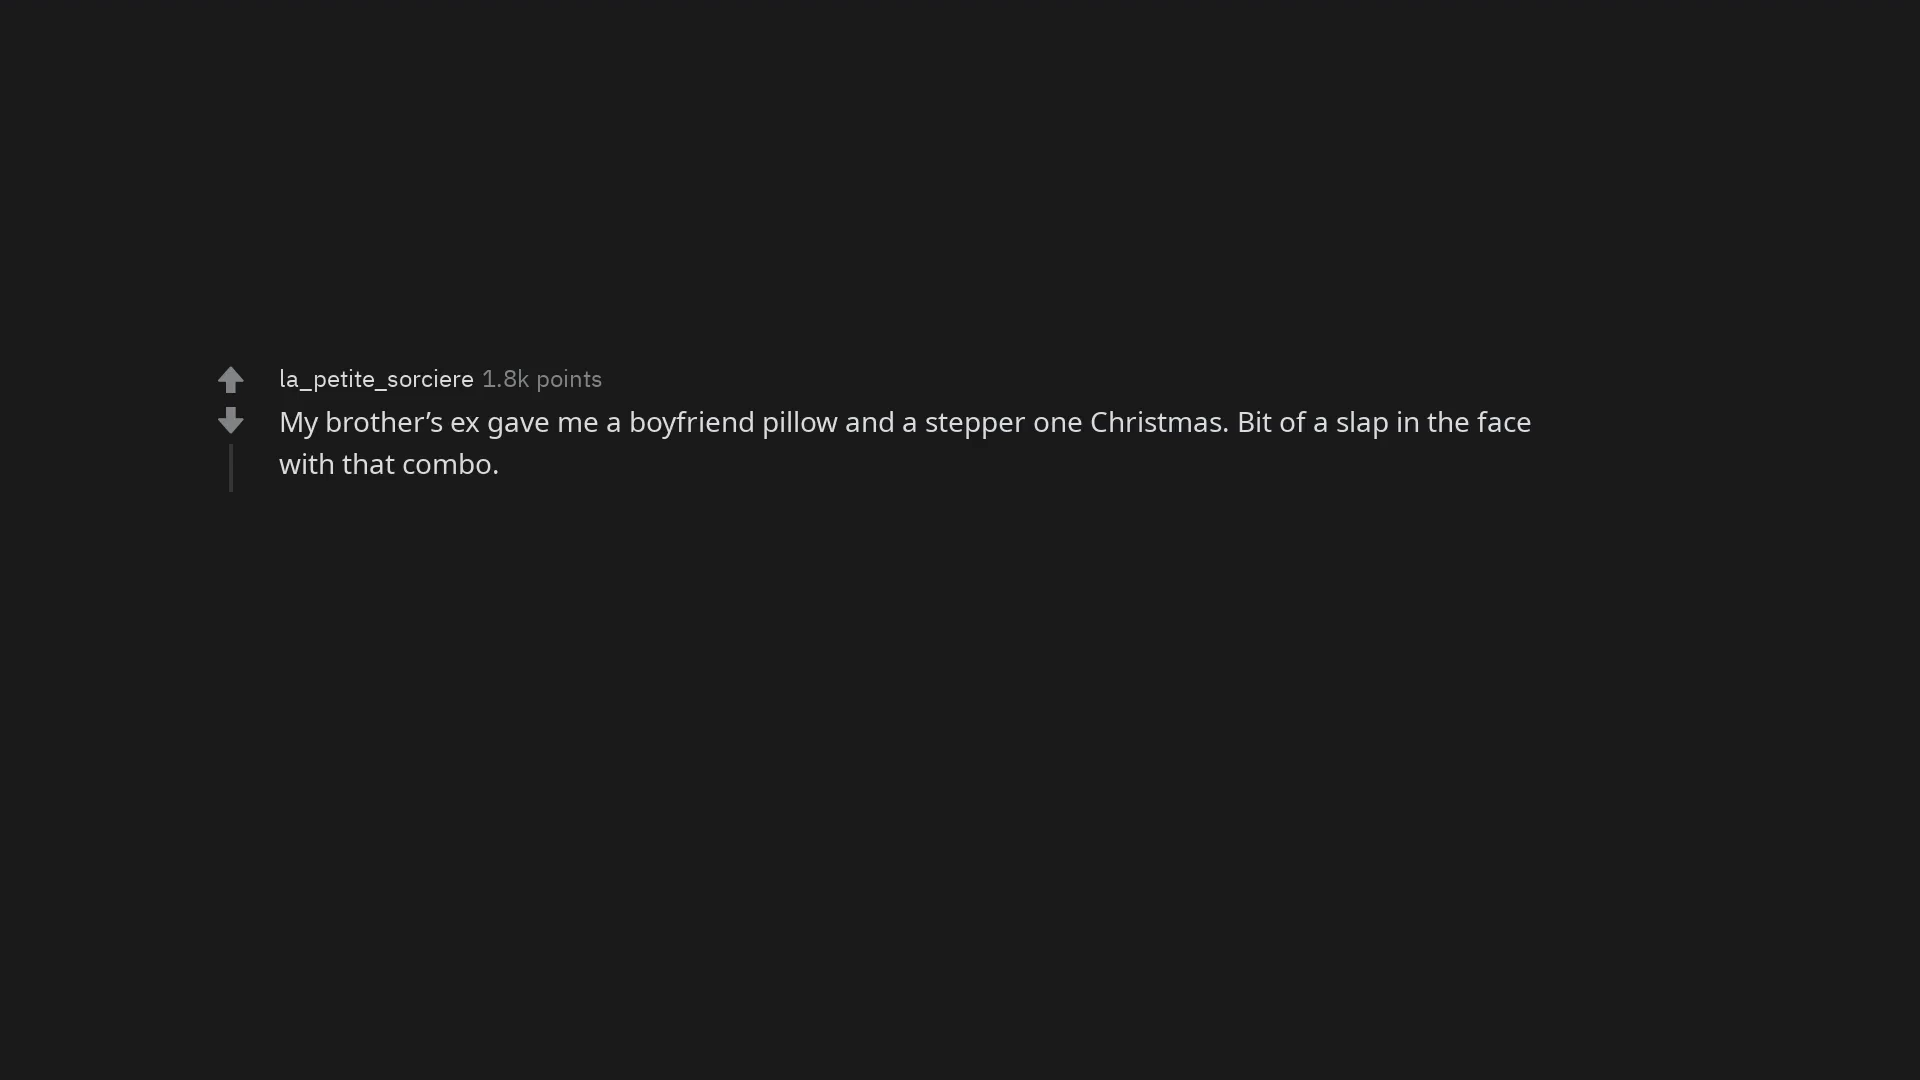 la_petite_sorciere 1.8k points
My brother’s ex gave me a boyfriend pillow and a stepper one Christmas. Bit of a slap in the face
with that combo.